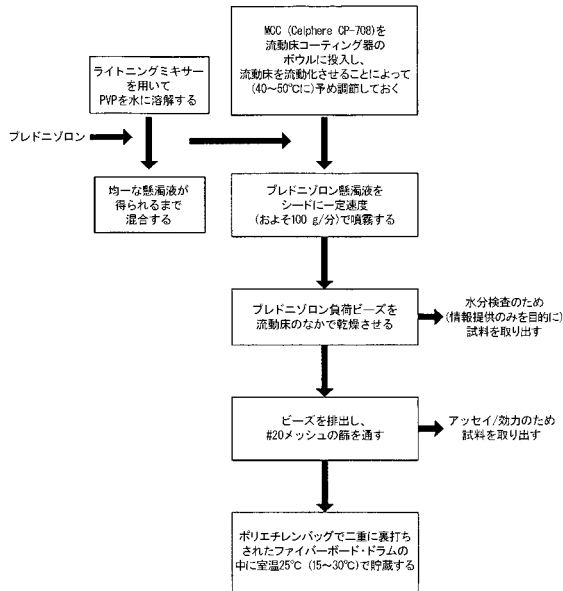 MCC (Celphere CP-708)を
流動床コーティング器の
ボウルに投入し、
流動床を流動化させることによって
(40~50℃に)予め調節しておく
ライトニングミキサー
を用いて
PVPを水に溶解する
プレドニゾロン
均一な懸濁液が
得られるまで
混合する
プレドニゾロン懸濁液を
シードに一定速度
(およそ100 g/分)で噴霧する
プレドニゾロン負荷ビーズを
流動床のなかで乾燥させる
水分検査のため
(情報提供のみを目的に)
試料を取り出す
ビーズを排出し、
#20メッシュの篩を通す
アッセイ/効力のため
試料を取り出す
ポリエチレンバッグで二重に裏打ち
されたファイバーボード・ドラムの
中に室温25℃ (15~30℃)で貯蔵する